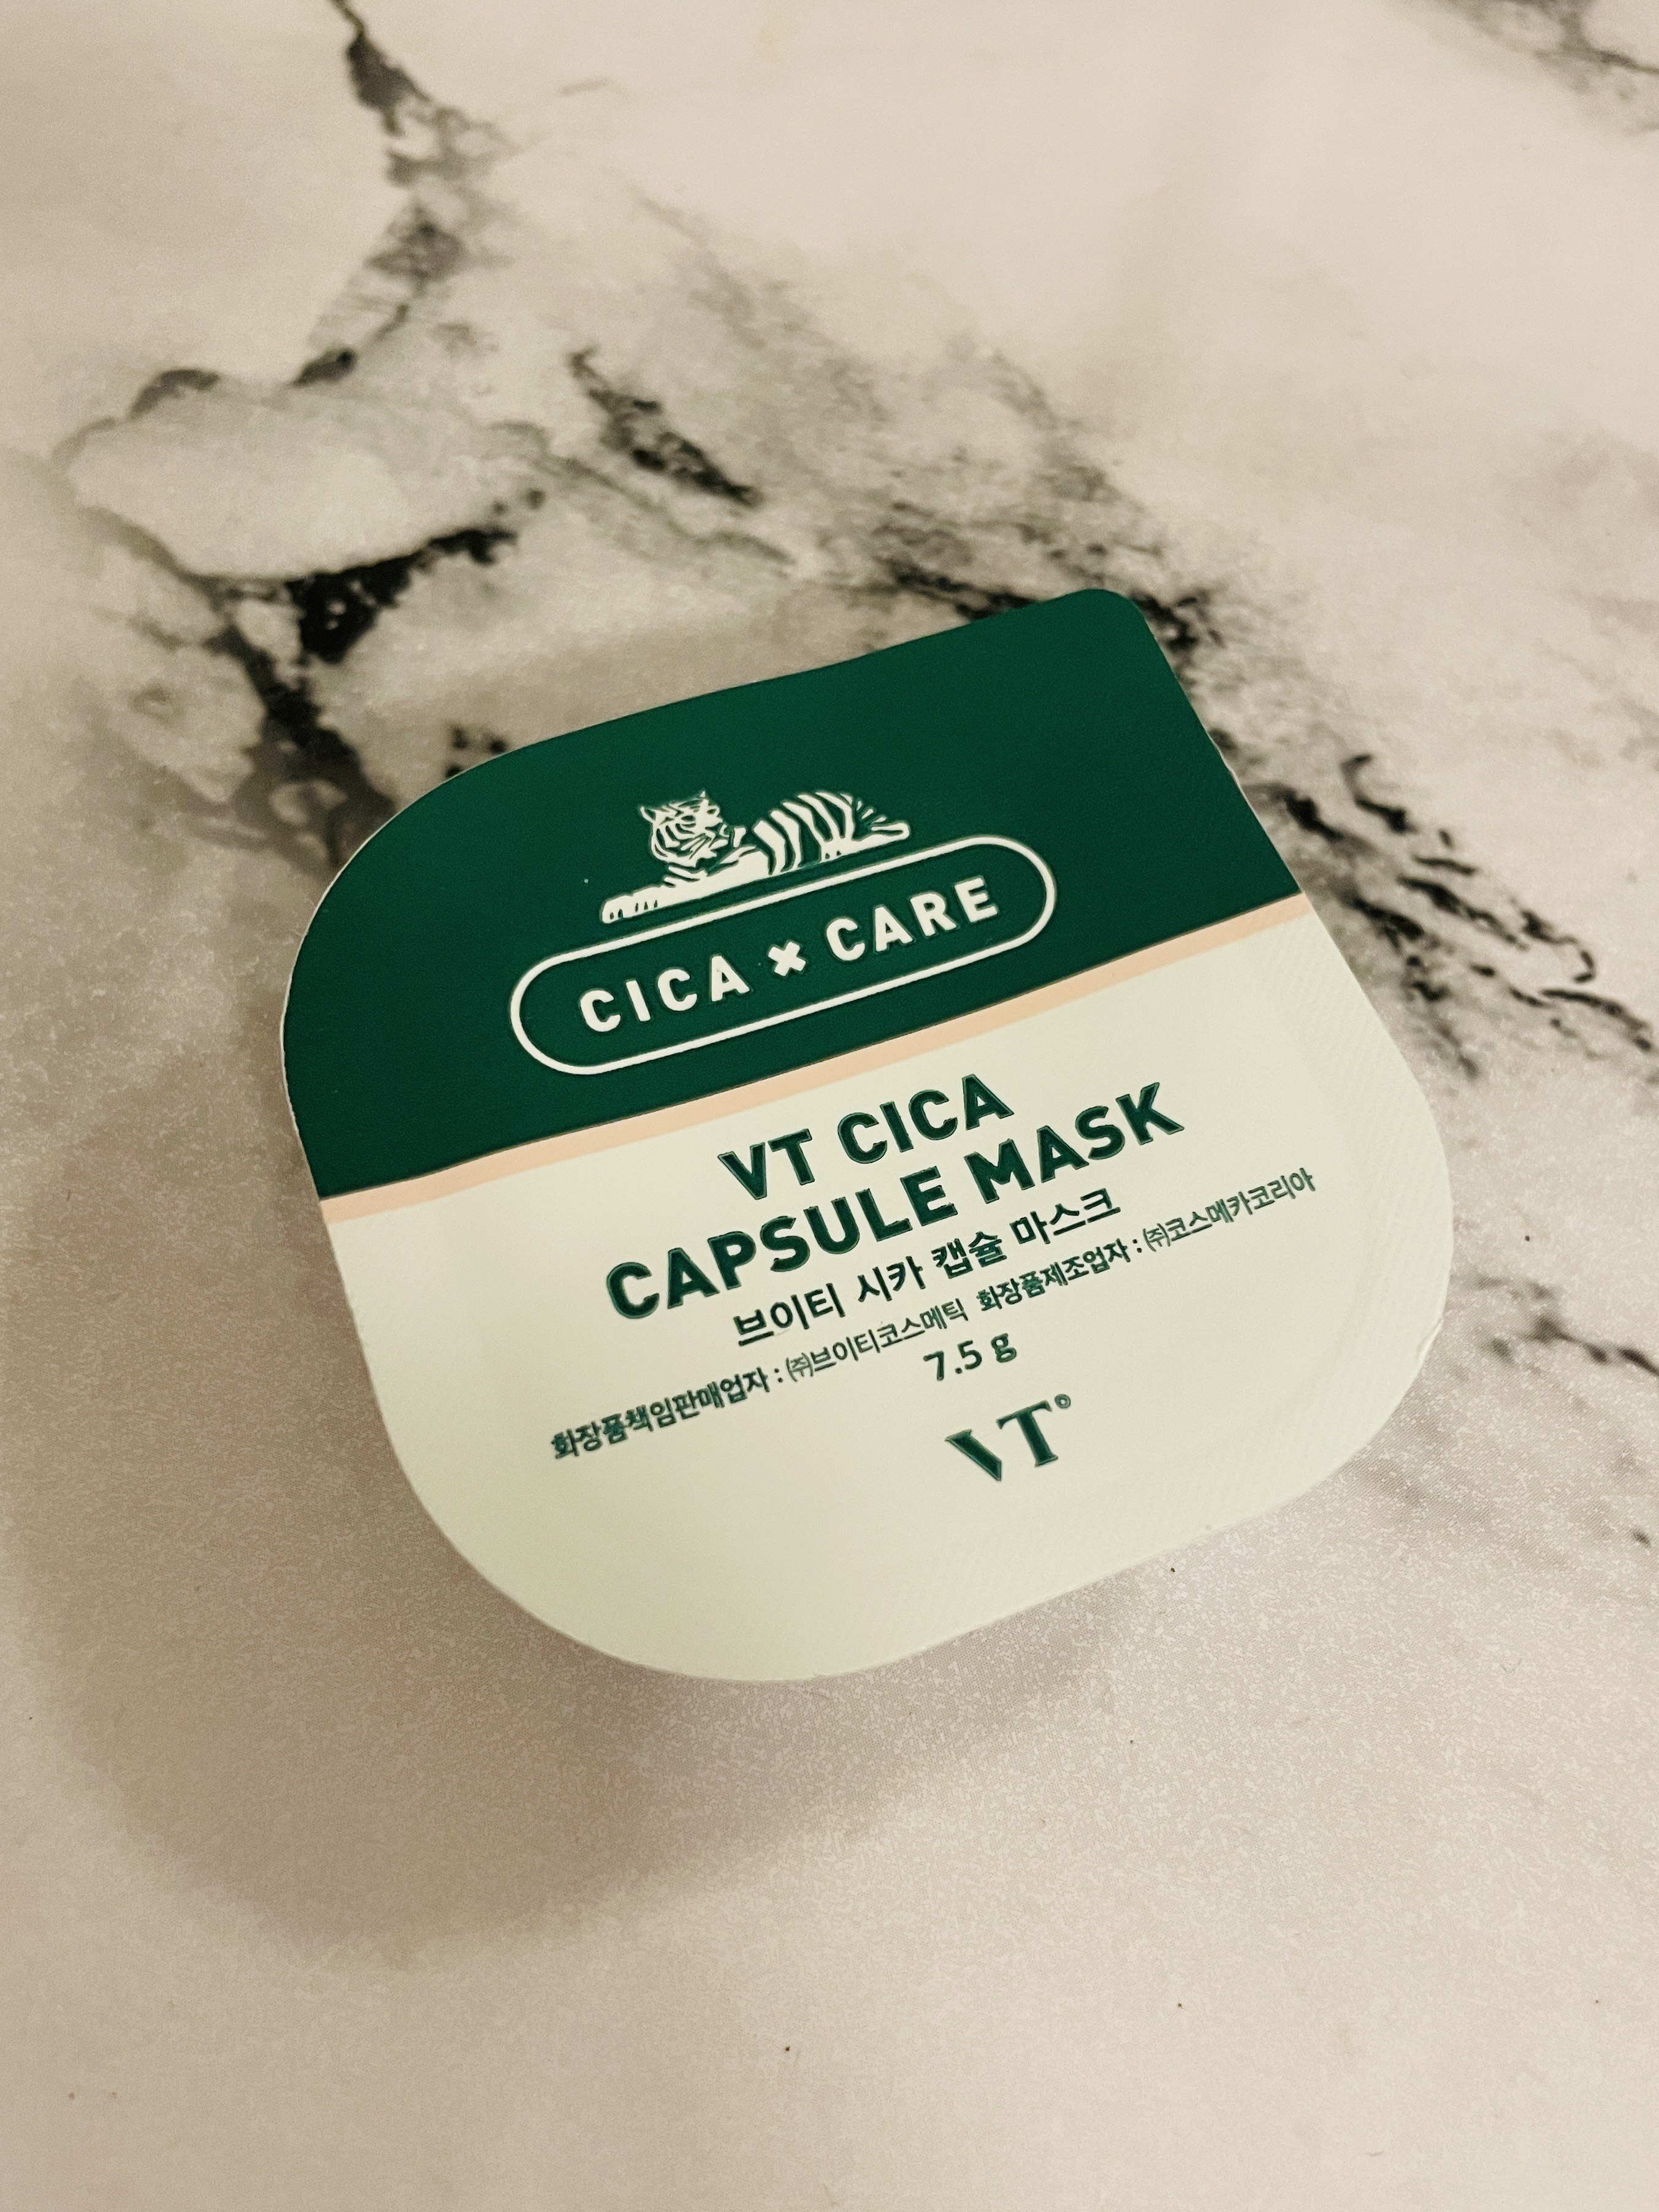 CICA × CARE
VT CICA
CAPSULE MASK
브이티 시카 캡슐 마스크
화장품책임판매업자 : ㈜브이티코스메틱 화장품제조업자 : ㈜코스메카코리아
7.5 g
VT